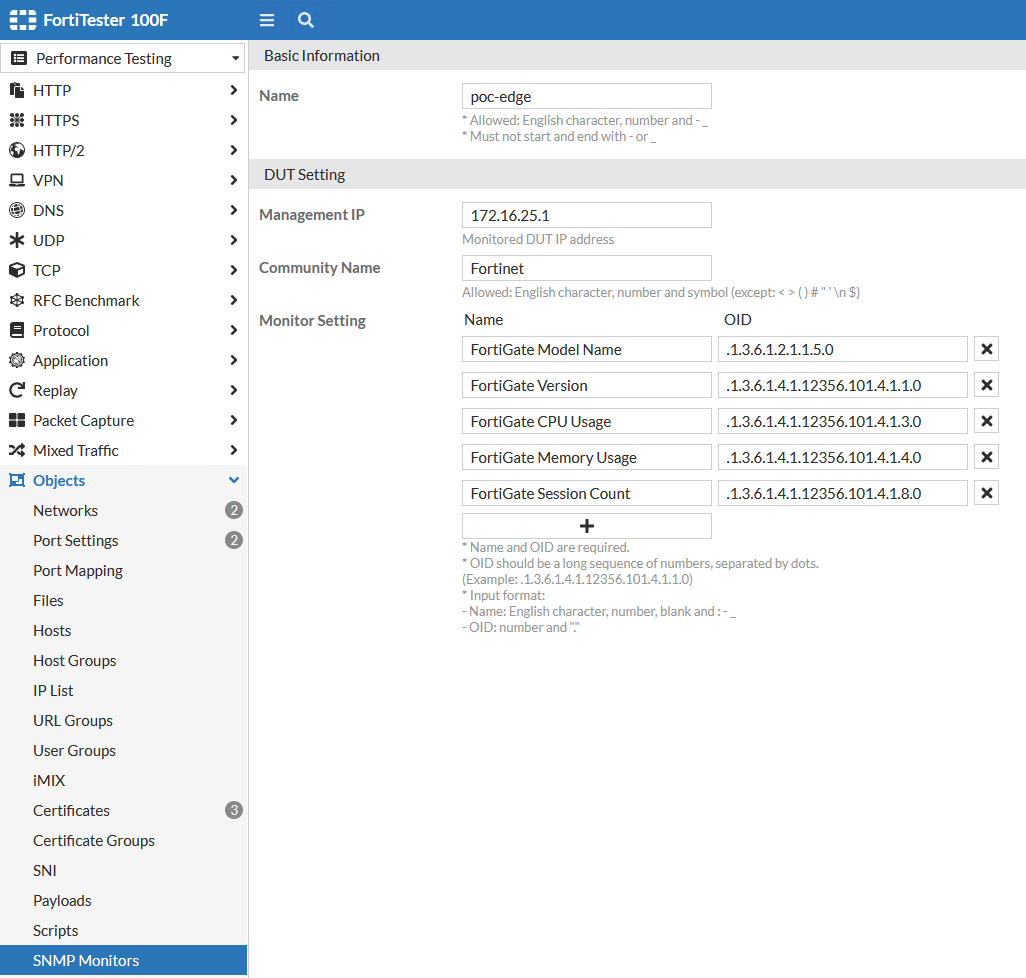 FortiTester 100F
Performance Testing
HTTP
HTTPS
HTTP/2
VPN
DNS
UDP
TCP
RFC Benchmark
Protocol
Application
Replay
Packet Capture
Mixed Traffic
Objects
Networks 2
Port Settings 2
Port Mapping
Files
Hosts
Host Groups
IP List
URL Groups
User Groups
iMIX
Certificates 3
Certificate Groups
SNI
Payloads
Scripts
SNMP Monitors
Basic Information
Name poc-edge
* Allowed: English character, number and - _
* Must not start and end with - or _
DUT Setting
Management IP 172.16.25.1
Monitored DUT IP address
Community Name Fortinet
Allowed: English character, number and symbol (except: < > ( ) # " ' \n $)
Monitor Setting Name OID
FortiGate Model Name .1.3.6.1.2.1.1.5.0
FortiGate Version .1.3.6.1.4.1.12356.101.4.1.1.0
FortiGate CPU Usage .1.3.6.1.4.1.12356.101.4.1.3.0
FortiGate Memory Usage .1.3.6.1.4.1.12356.101.4.1.4.0
FortiGate Session Count .1.3.6.1.4.1.12356.101.4.1.8.0
* Name and OID are required.
* OID should be a long sequence of numbers, separated by dots.
(Example: .1.3.6.1.4.1.12356.101.4.1.1.0)
* Input format:
- Name: English character, number, blank and : - _
- OID: number and "."